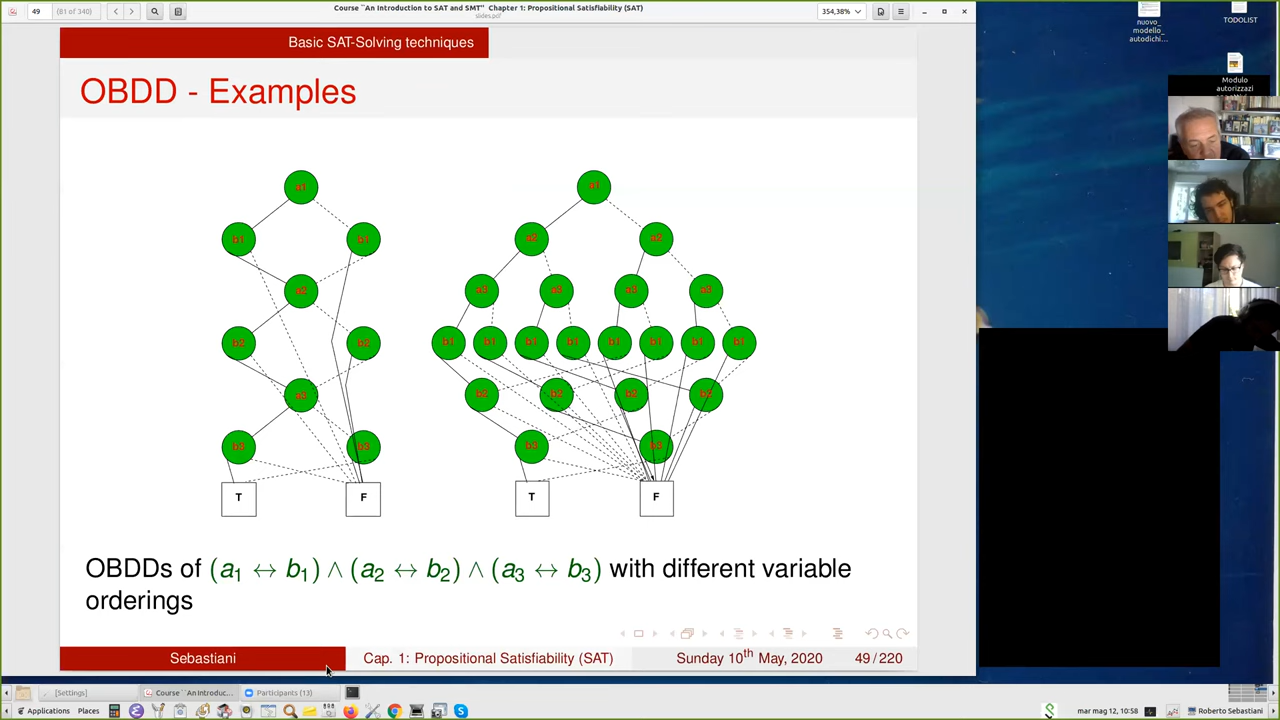 49 (81 of 340)
Course ``An Introduction to SAT and SMT'' Chapter 1: Propositional Satisfiability (SAT)
slides.pdf
354,38%
nuovo_
modello_
autodichi...
TODOLIST
Modulo
autorizzazi
Basic SAT-Solving techniques
OBDD - Examples
a1
a1
b1 b1
a2 a2
a2
a3 a3 a3 a3
b2 b2
b1 b1 b1 b1 b1 b1 b1 b1
a3
b2 b2 b2 b2
b3 b3
b3 b3
T F
T F
OBDDs of (a₁ ↔ b₁) ∧ (a₂ ↔ b₂) ∧ (a₃ ↔ b₃) with different variable
orderings
Sebastiani Cap. 1: Propositional Satisfiability (SAT) Sunday 10th May, 2020 49 / 220
[Settings] Course ``An Introduc... Participants (13)
Applications Places mar mag 12, 10:58 Roberto Sebastiani